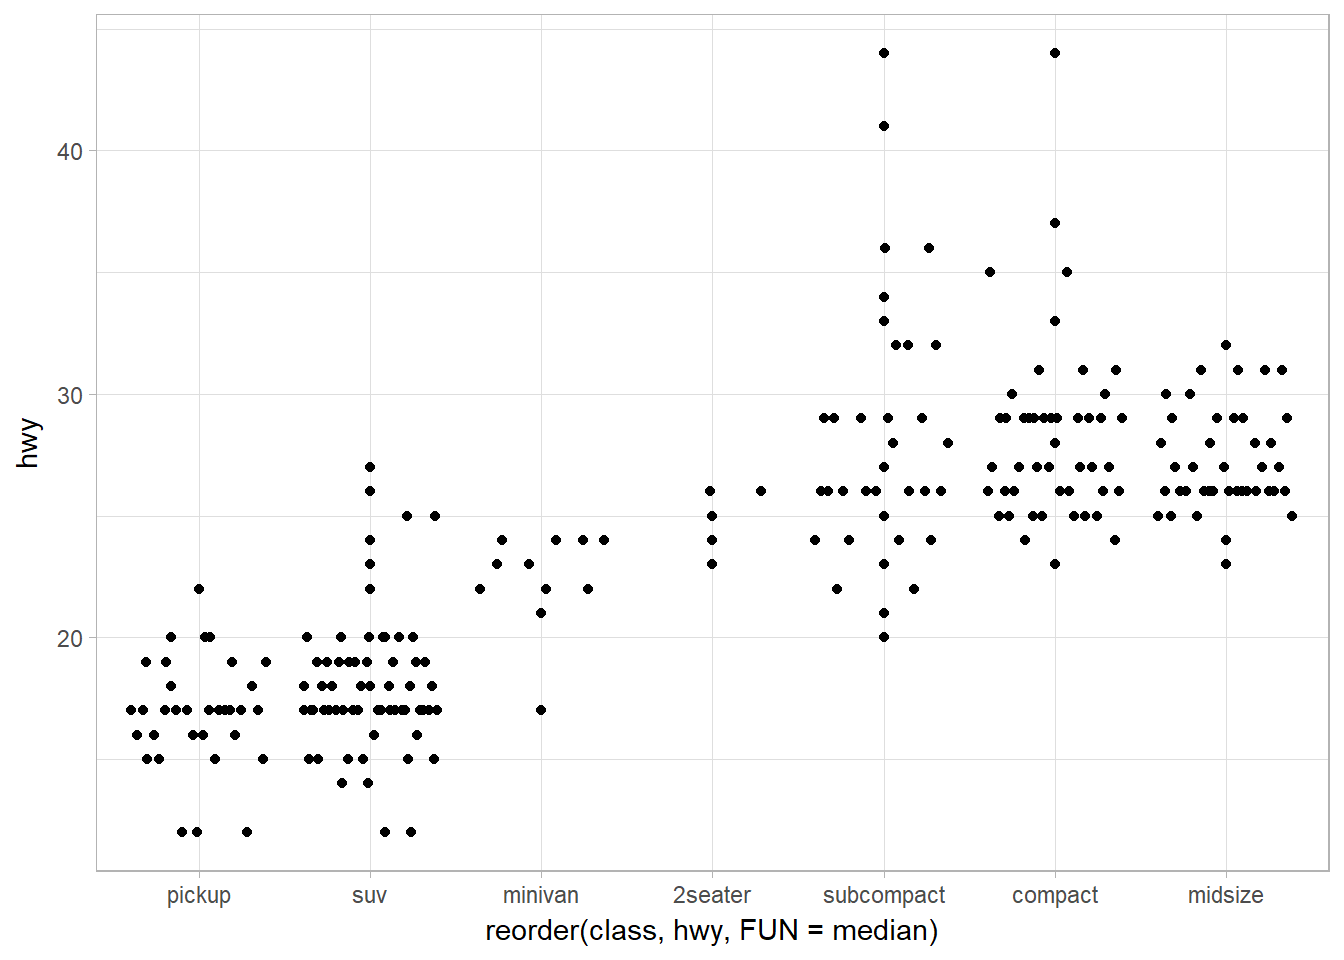 hwy
40
30
20
pickup suv minivan 2seater subcompact compact midsize
reorder(class, hwy, FUN = median)